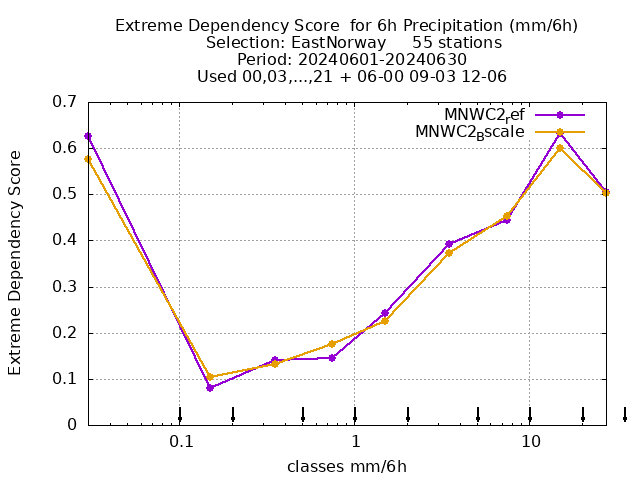 Extreme Dependency Score  for 6h Precipitation (mm/6h)
Selection: EastNorway     55 stations
Period: 20240601-20240630
Used 00,03,...,21 + 06-00 09-03 12-06
MNWC2ref
MNWC2Bscale
Extreme Dependency Score
0.7
0.6
0.5
0.4
0.3
0.2
0.1
0
0.1
1
10
classes mm/6h